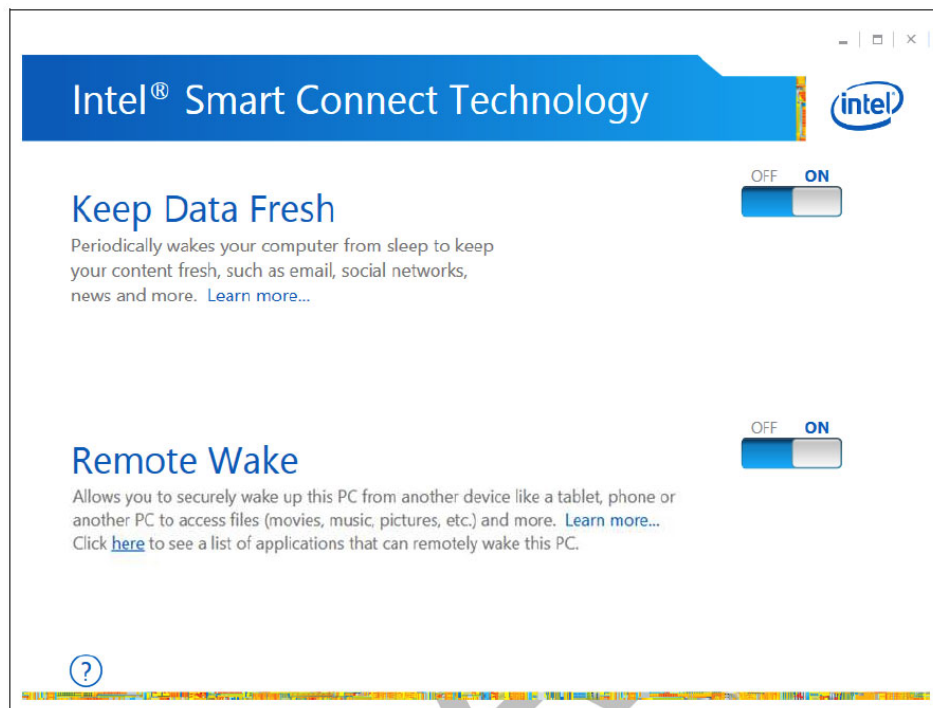 Intel® Smart Connect Technology
intel®
OFF ON
Keep Data Fresh
Periodically wakes your computer from sleep to keep
your content fresh, such as email, social networks,
news and more. Learn more...
OFF ON
Remote Wake
Allows you to securely wake up this PC from another device like a tablet, phone or
another PC to access files (movies, music, pictures, etc.) and more. Learn more...
Click here to see a list of applications that can remotely wake this PC.
?